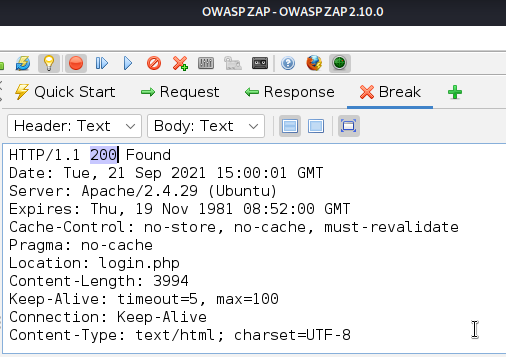 OWASP ZAP - OWASP ZAP 2.10.0
Quick Start
Request
Response
Break
Header: Text
Body: Text
HTTP/1.1 200 Found
Date: Tue, 21 Sep 2021 15:00:01 GMT
Server: Apache/2.4.29 (Ubuntu)
Expires: Thu, 19 Nov 1981 08:52:00 GMT
Cache-Control: no-store, no-cache, must-revalidate
Pragma: no-cache
Location: login.php
Content-Length: 3994
Keep-Alive: timeout=5, max=100
Connection: Keep-Alive
Content-Type: text/html; charset=UTF-8